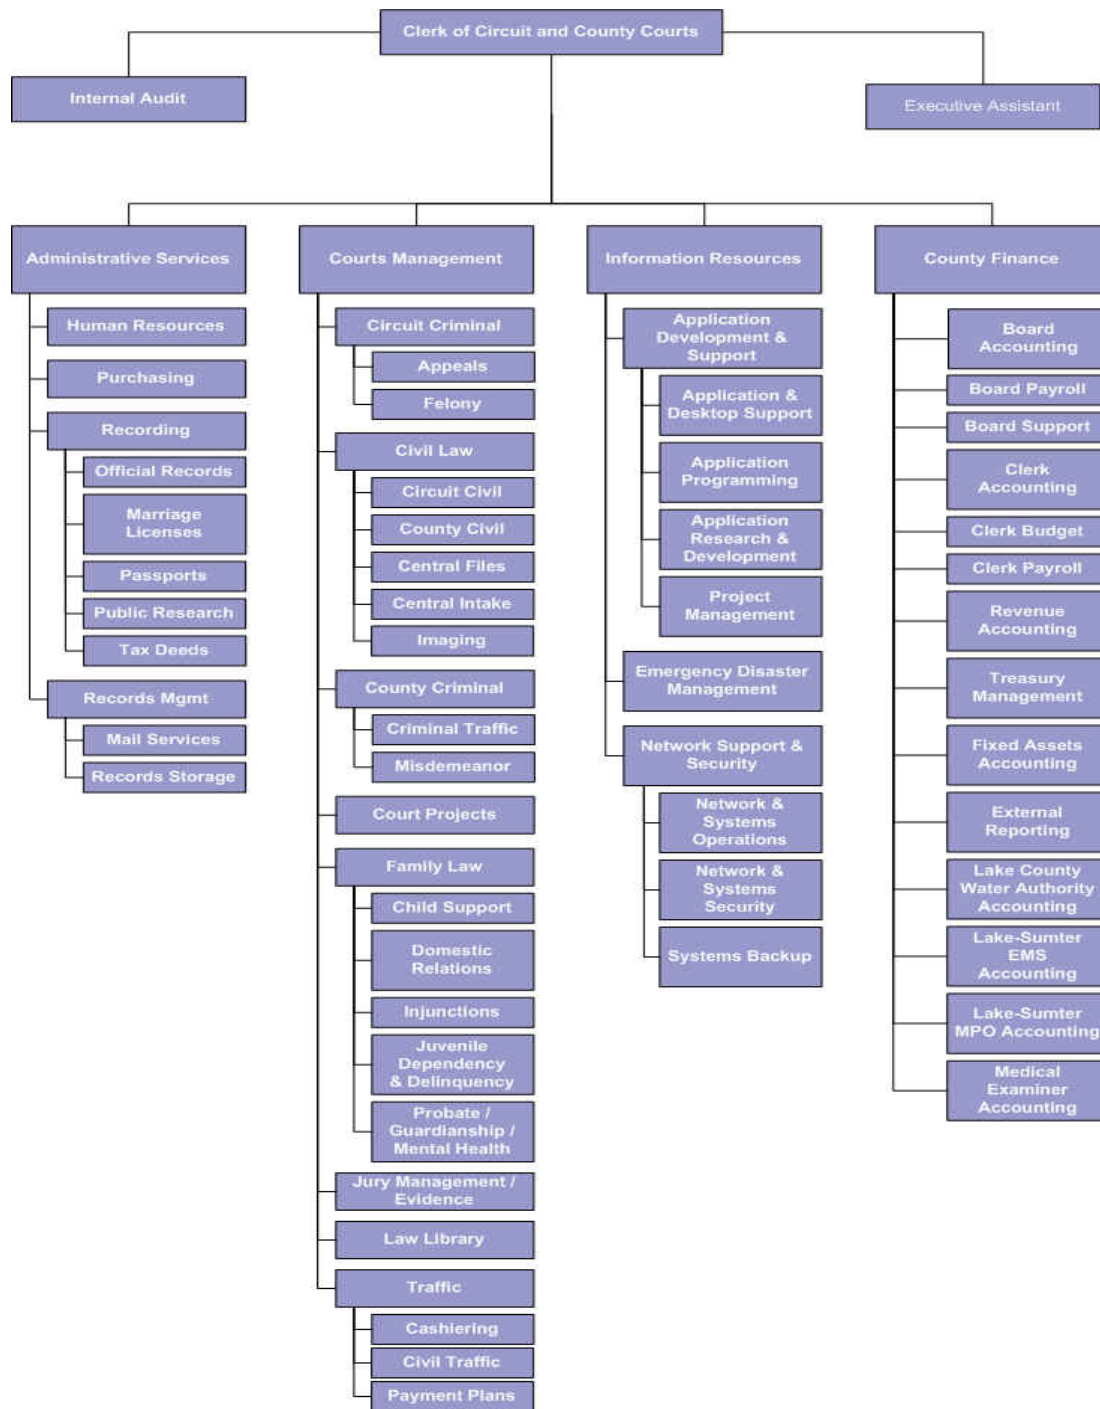 Clerk of Circuit and County Courts
Internal Audit
Executive Assistant
Administrative Services
Human Resources
Purchasing
Recording
Official Records
Marriage
Licenses
Passports
Public Research
Tax Deeds
Records Mgmt
Mail Services
Records Storage
Courts Management
Circuit Criminal
Appeals
Felony
Civil Law
Circuit Civil
County Civil
Central Files
Central Intake
Imaging
County Criminal
Criminal Traffic
Misdemeanor
Court Projects
Family Law
Child Support
Domestic
Relations
Injunctions
Juvenile
Dependency
& Delinquency
Probate /
Guardianship /
Mental Health
Jury Management /
Evidence
Law Library
Traffic
Cashiering
Civil Traffic
Payment Plans
Information Resources
Application
Development &
Support
Application &
Desktop Support
Application
Programming
Application
Research &
Development
Project
Management
Emergency Disaster
Management
Network Support &
Security
Network &
Systems
Operations
Network &
Systems
Security
Systems Backup
County Finance
Board
Accounting
Board Payroll
Board Support
Clerk
Accounting
Clerk Budget
Clerk Payroll
Revenue
Accounting
Treasury
Management
Fixed Assets
Accounting
External
Reporting
Lake County
Water Authority
Accounting
Lake-Sumter
EMS
Accounting
Lake-Sumter
MPO Accounting
Medical
Examiner
Accounting